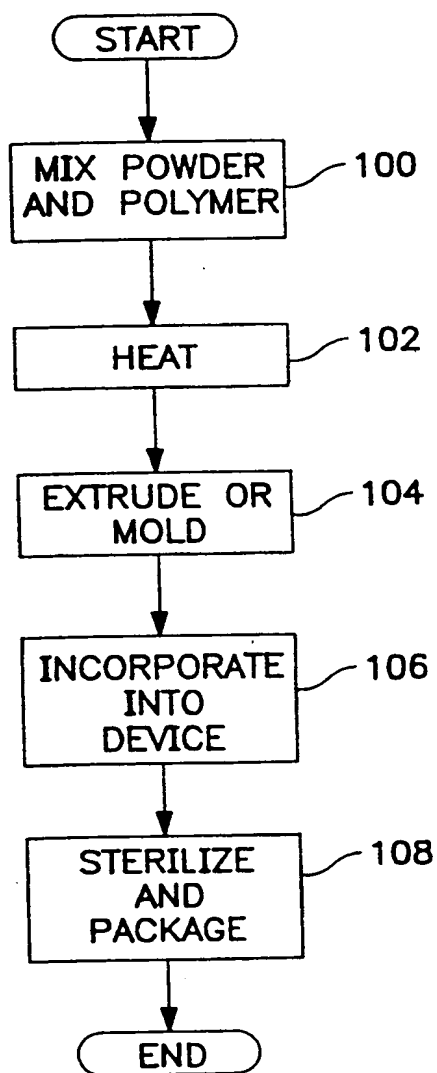 START
MIX POWDER
AND POLYMER
100
HEAT
102
EXTRUDE OR
MOLD
104
INCORPORATE
INTO
DEVICE
106
STERILIZE
AND
PACKAGE
108
END